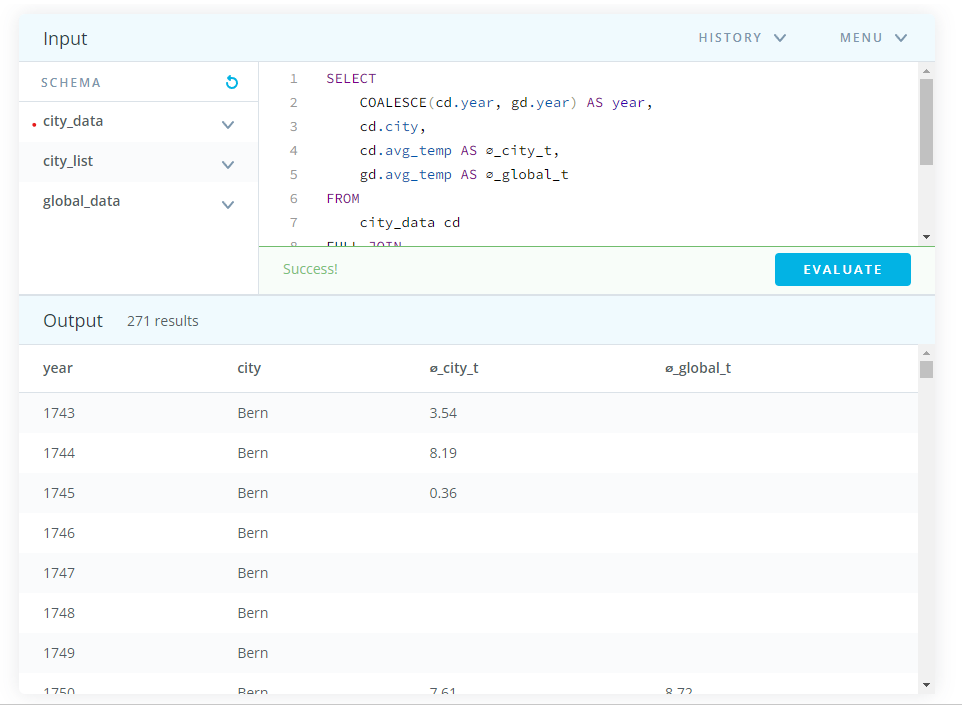 Input HISTORY MENU
SCHEMA
city_data
city_list
global_data
1 SELECT
2 COALESCE(cd.year, gd.year) AS year,
3 cd.city,
4 cd.avg_temp AS ø_city_t,
5 gd.avg_temp AS ø_global_t
6 FROM
7 city_data cd
8 FULL JOIN
Success! EVALUATE
Output 271 results
year city ø_city_t ø_global_t
1743 Bern 3.54
1744 Bern 8.19
1745 Bern 0.36
1746 Bern
1747 Bern
1748 Bern
1749 Bern
1750 Bern 7.61 8.72